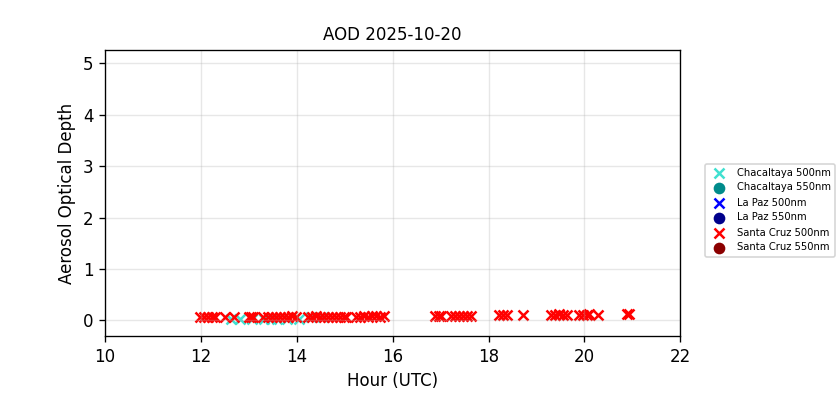 AOD 2025-10-20
Aerosol Optical Depth
5
4
3
2
1
0
10 12 14 16 18 20 22
Hour (UTC)
Chacaltaya 500nm
Chacaltaya 550nm
La Paz 500nm
La Paz 550nm
Santa Cruz 500nm
Santa Cruz 550nm